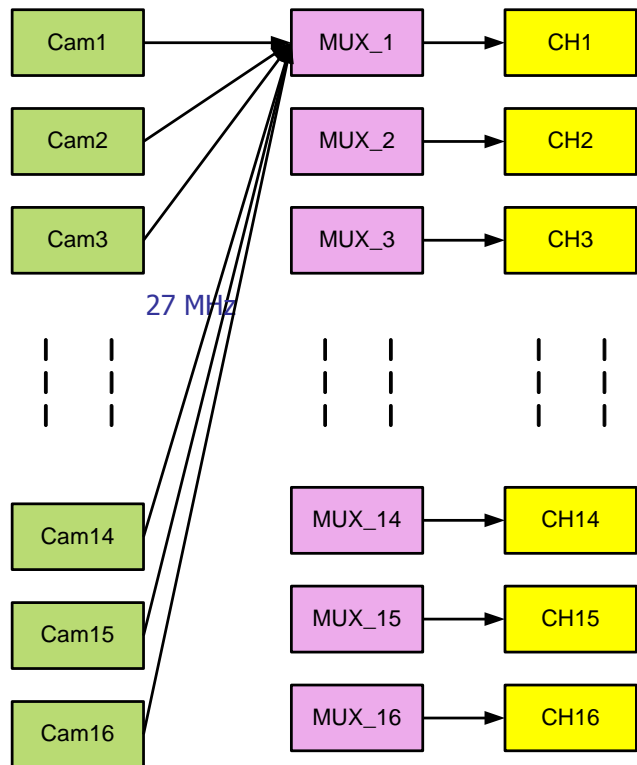 Cam1 MUX_1 CH1
Cam2 MUX_2 CH2
Cam3 MUX_3 CH3
27 MHz
Cam14 MUX_14 CH14
Cam15 MUX_15 CH15
Cam16 MUX_16 CH16